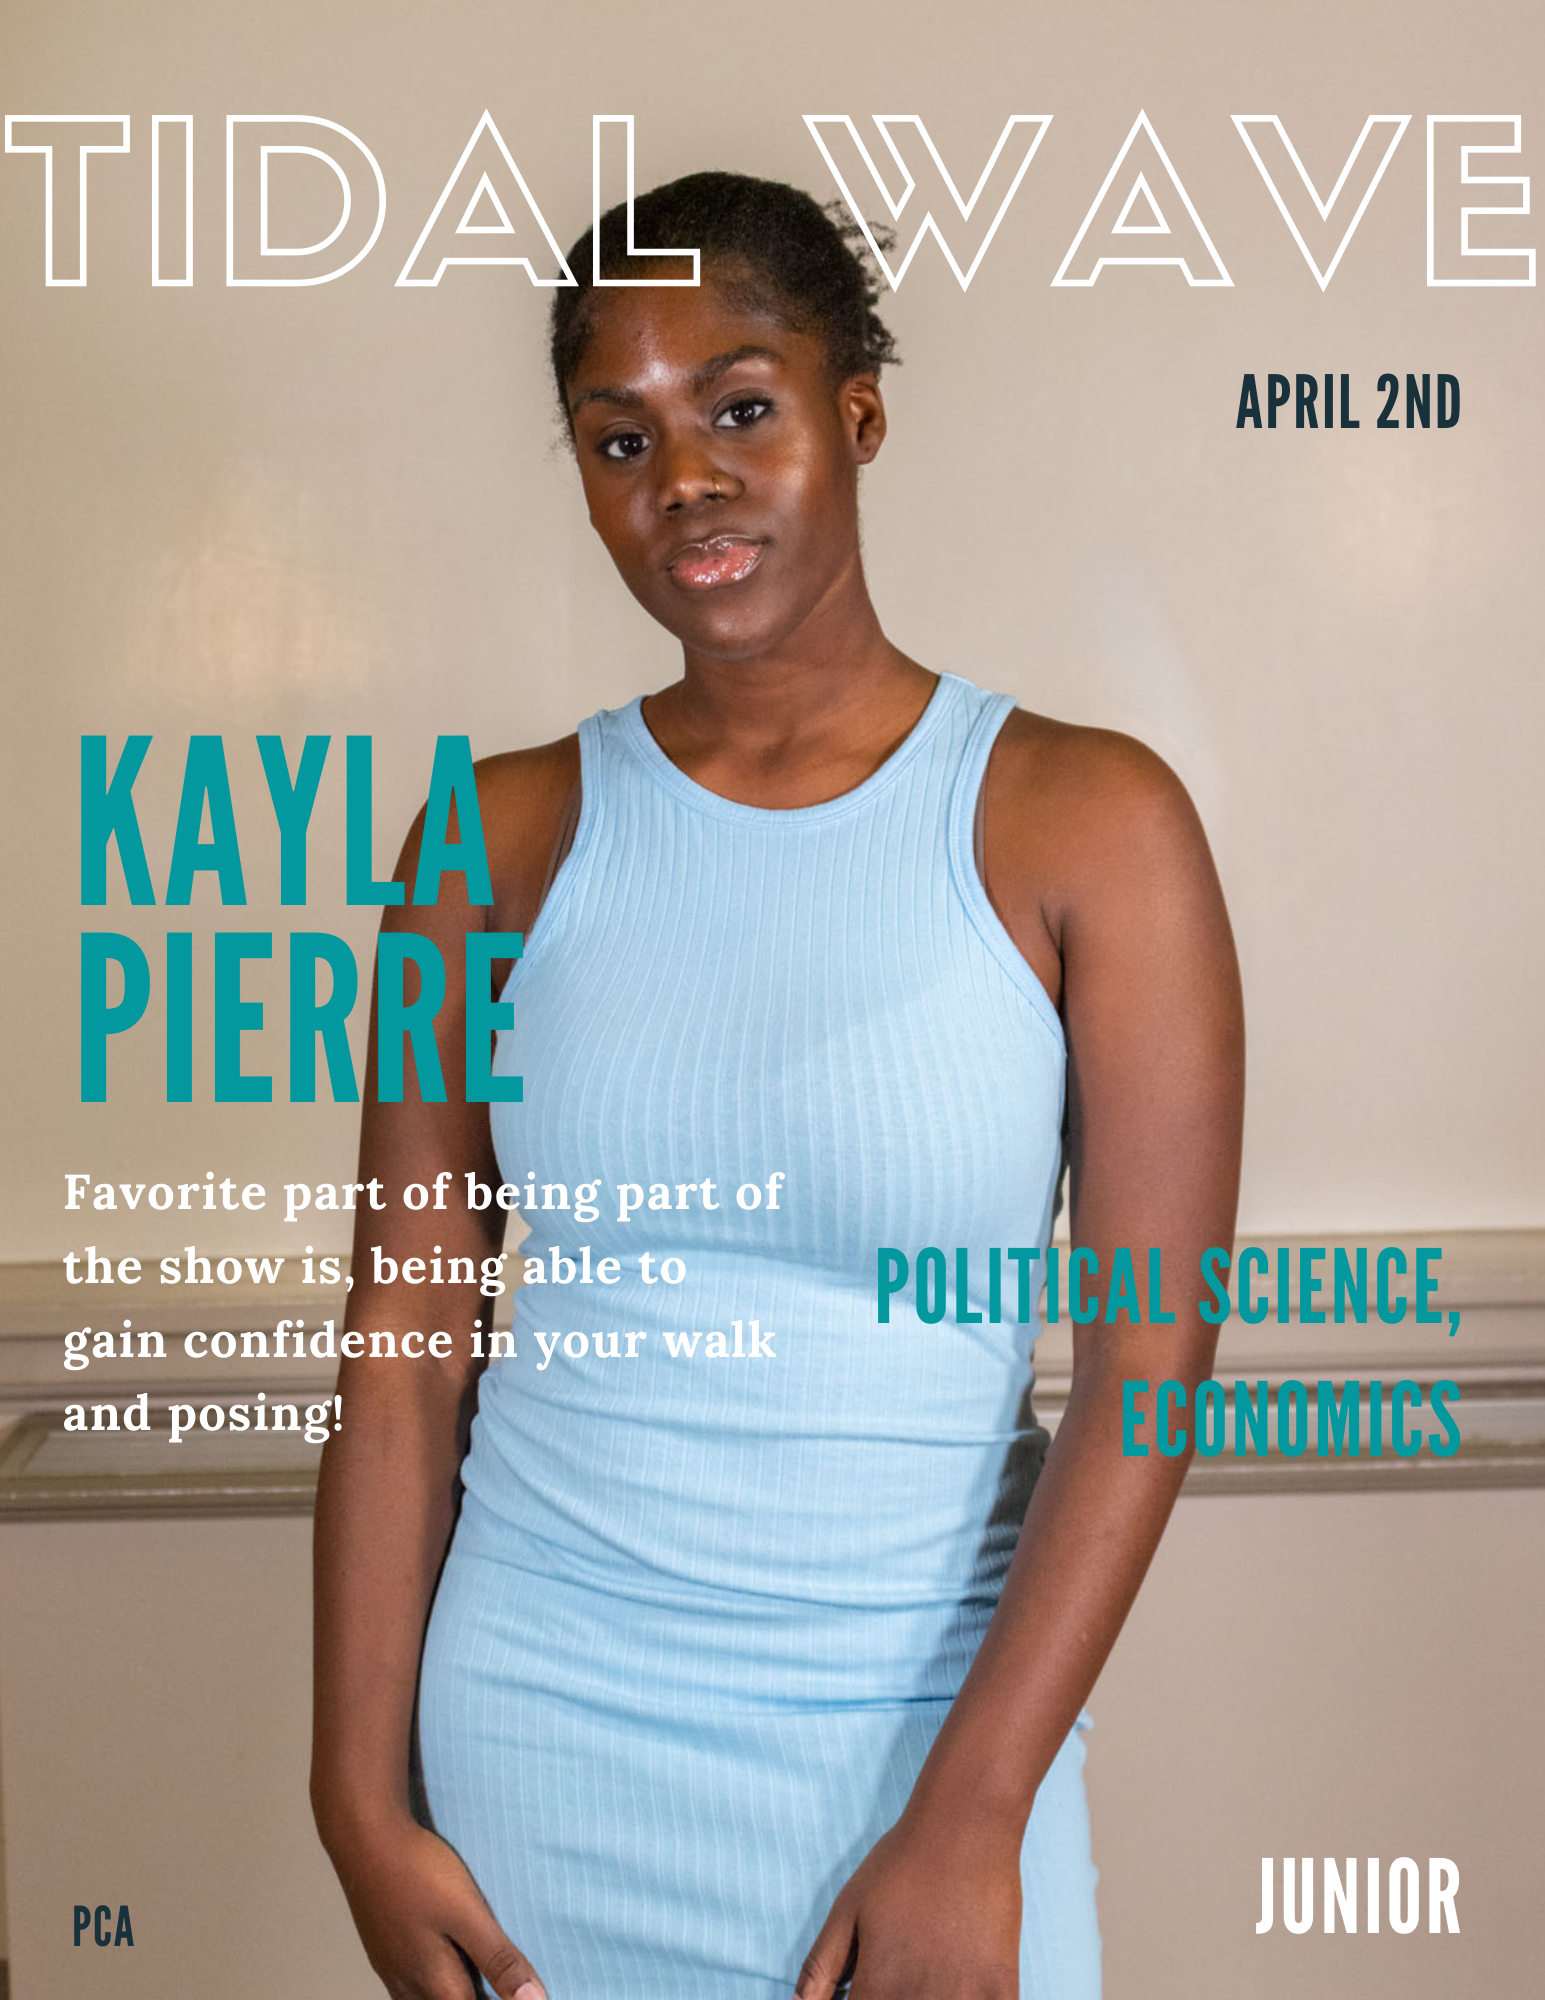 TIDAL WAVE
APRIL 2ND
KAYLA
PIERRE
Favorite part of being part of
the show is, being able to
gain confidence in your walk
and posing!
POLITICAL SCIENCE,
ECONOMICS
JUNIOR
PCA